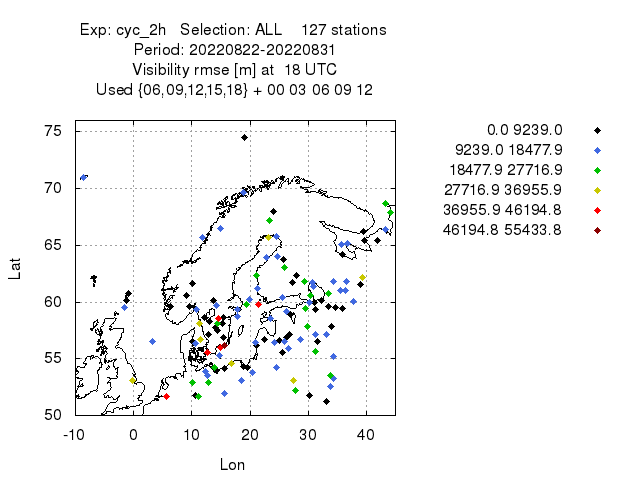 Exp: cyc_2h Selection: ALL 127 stations
Period: 20220822-20220831
Visibility rmse [m] at 18 UTC
Used {06,09,12,15,18} + 00 03 06 09 12
75
70
65
60
55
50
Lat
-10 0 10 20 30 40
Lon
0.0 9239.0
9239.0 18477.9
18477.9 27716.9
27716.9 36955.9
36955.9 46194.8
46194.8 55433.8